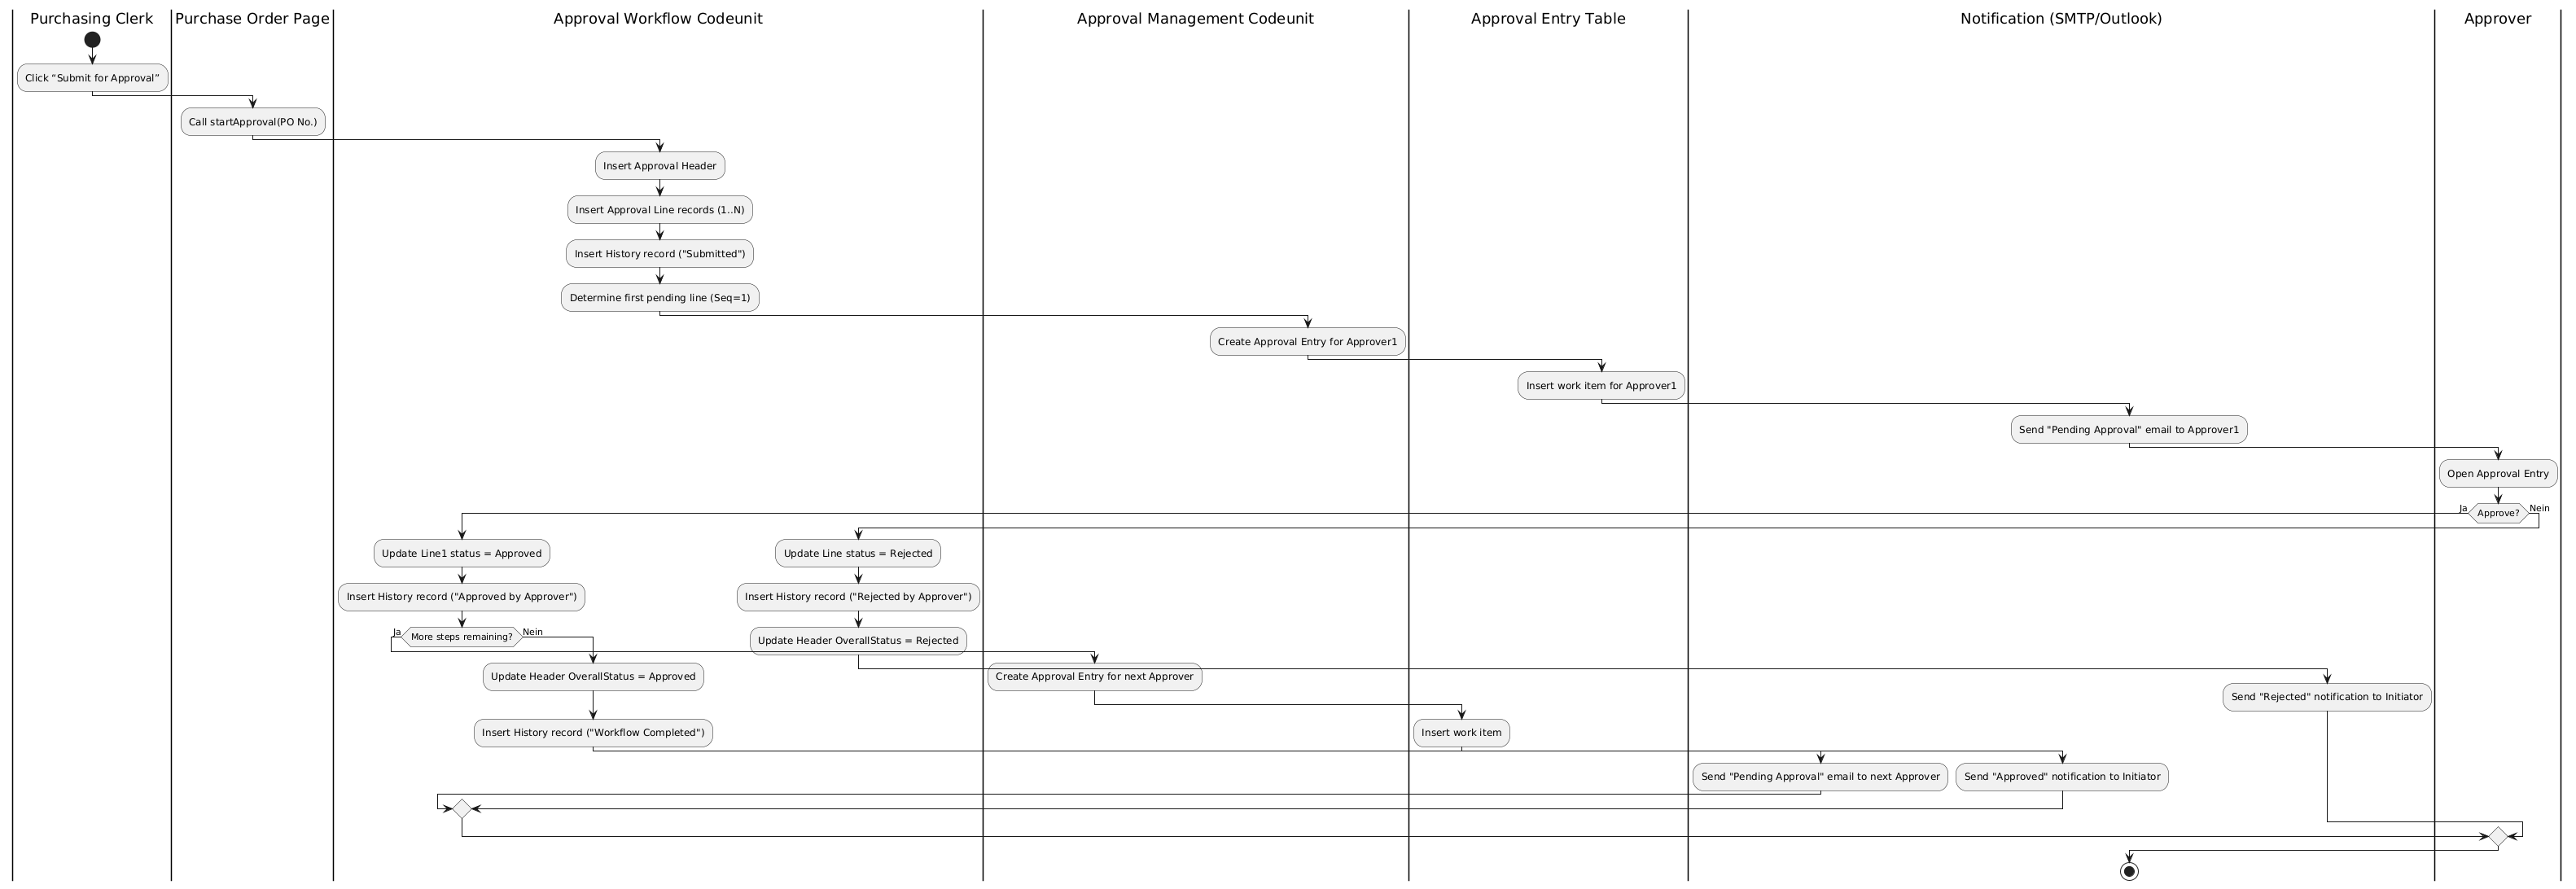 Purchasing Clerk
Purchase Order Page
Approval Workflow Codeunit
Approval Management Codeunit
Approval Entry Table
Notification (SMTP/Outlook)
Approver
Click “Submit for Approval”
Call startApproval(PO No.)
Insert Approval Header
Insert Approval Line records (1..N)
Insert History record ("Submitted")
Determine first pending line (Seq=1)
Create Approval Entry for Approver1
Insert work item for Approver1
Send "Pending Approval" email to Approver1
Open Approval Entry
Ja
Approve?
Nein
Update Line1 status = Approved
Update Line status = Rejected
Insert History record ("Approved by Approver")
Insert History record ("Rejected by Approver")
Ja
More steps remaining?
Nein
Update Header OverallStatus = Rejected
Update Header OverallStatus = Approved
Create Approval Entry for next Approver
Send "Rejected" notification to Initiator
Insert History record ("Workflow Completed")
Insert work item
Send "Pending Approval" email to next Approver
Send "Approved" notification to Initiator